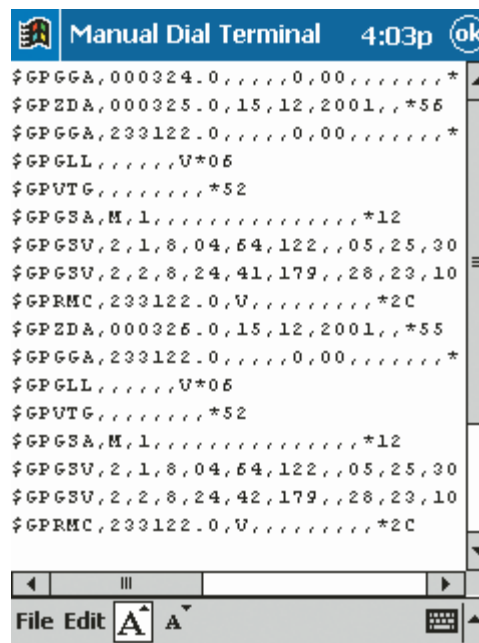 Manual Dial Terminal 4:03p ok
$GPGGA,000324.0,,,,,0,00,,,,,,,*
$GPZDA,000325.0,15,12,2001,,*56
$GPGGA,233122.0,,,,,0,00,,,,,,,*
$GPGLL,,,,,,V*06
$GPVTG,,,,,,,,*52
$GPGSA,M,1,,,,,,,,,,,,,,,*12
$GPGSV,2,1,8,04,64,122,,05,25,30
$GPGSV,2,2,8,24,41,179,,28,23,10
$GPRMC,233122.0,V,,,,,,,,,*2C
$GPZDA,000326.0,15,12,2001,,*55
$GPGGA,233122.0,,,,,0,00,,,,,,,*
$GPGLL,,,,,,V*06
$GPVTG,,,,,,,,*52
$GPGSA,M,1,,,,,,,,,,,,,,,*12
$GPGSV,2,1,8,04,64,122,,05,25,30
$GPGSV,2,2,8,24,42,179,,28,23,10
$GPRMC,233122.0,V,,,,,,,,,*2C
File Edit A A